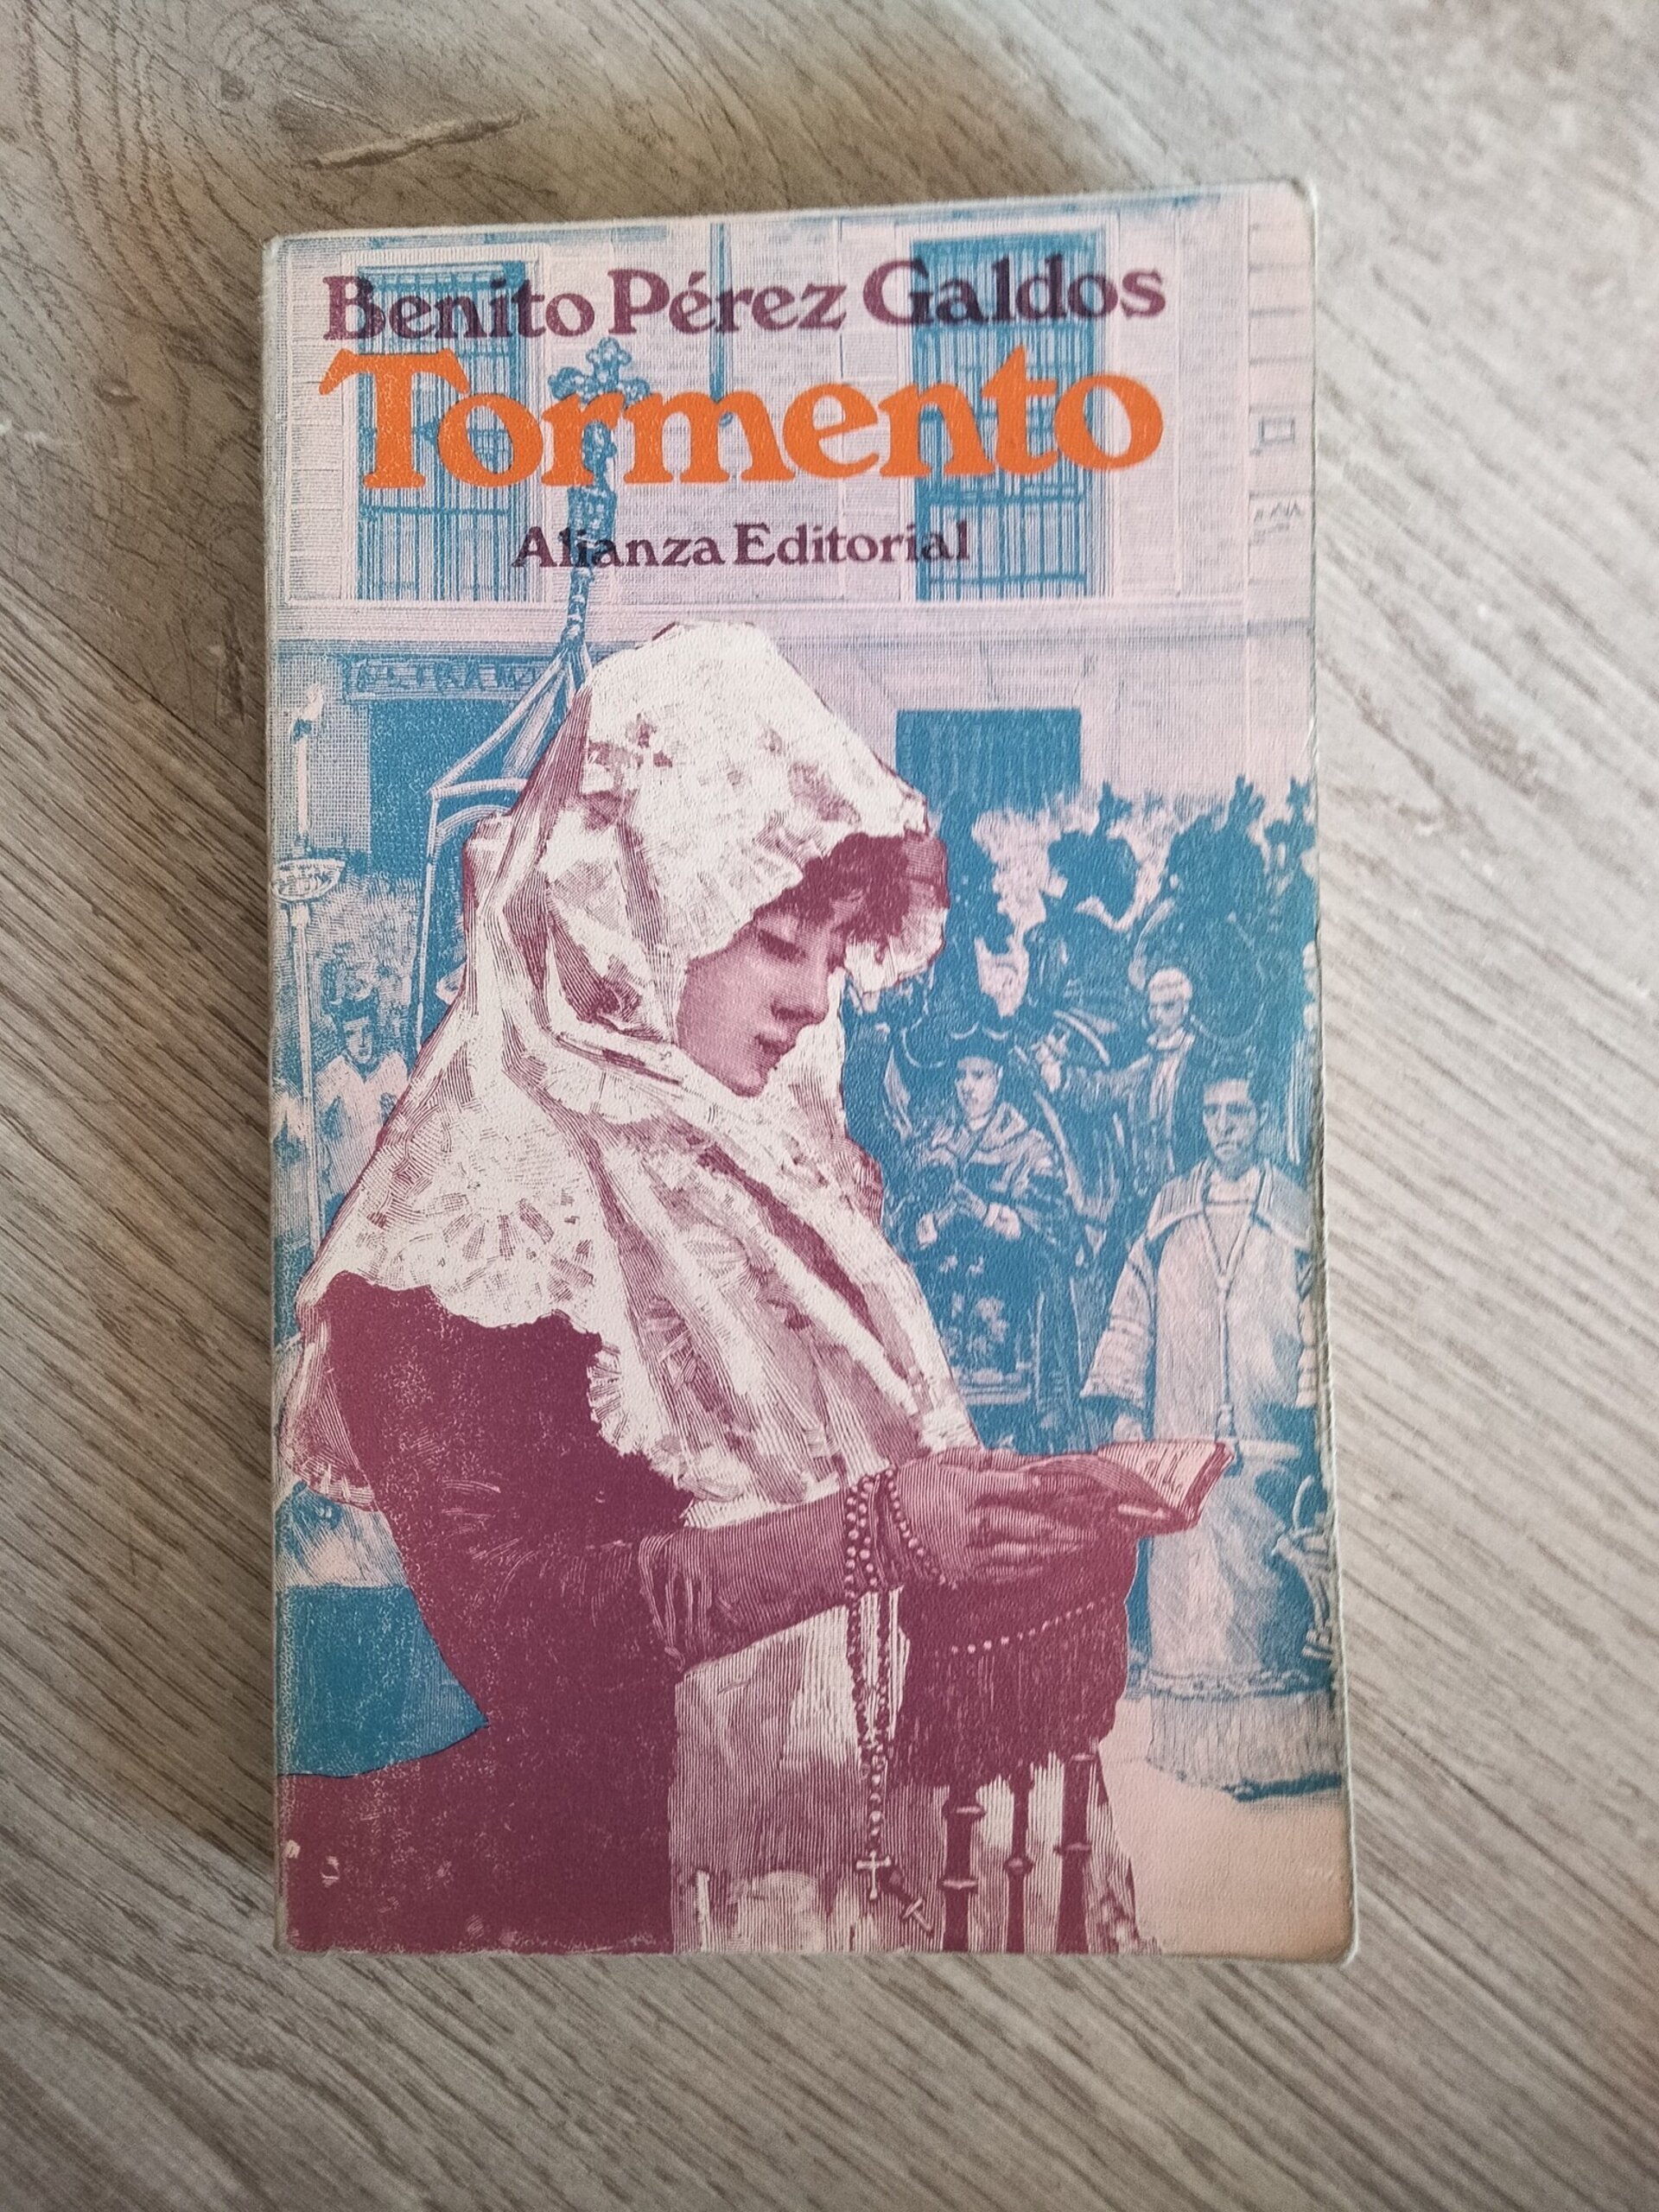 Benito Pérez Galdos
Tormento
Alianza Editorial